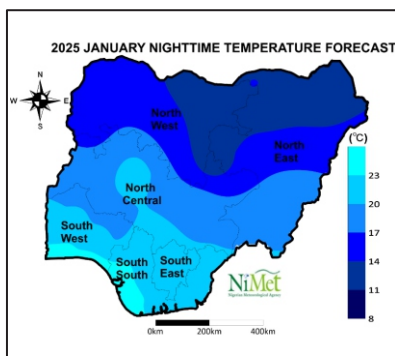 2025 JANUARY NIGHTTIME TEMPERATURE FORECAST
N
W
E
S
(°C)
North
West
North
East
North
Central
South
West
South
South
South
East
23
20
17
14
11
8
NiMet
Nigerian Meteorological Agency
0km
200km
400km